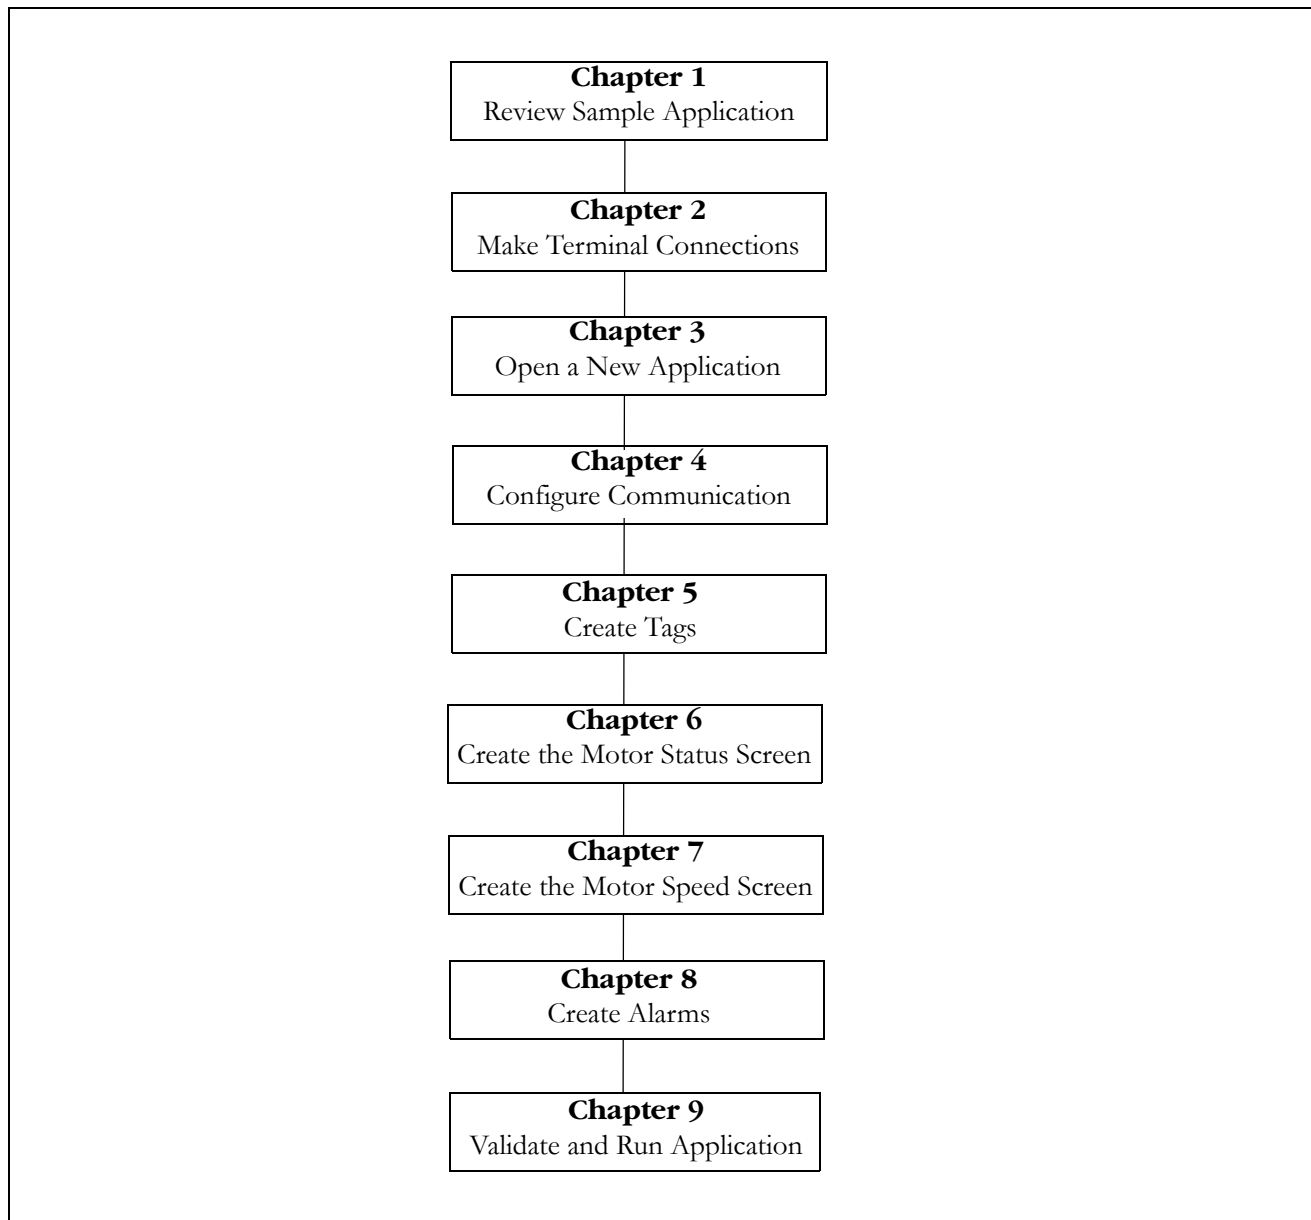 Chapter 1
Review Sample Application
Chapter 2
Make Terminal Connections
Chapter 3
Open a New Application
Chapter 4
Configure Communication
Chapter 5
Create Tags
Chapter 6
Create the Motor Status Screen
Chapter 7
Create the Motor Speed Screen
Chapter 8
Create Alarms
Chapter 9
Validate and Run Application